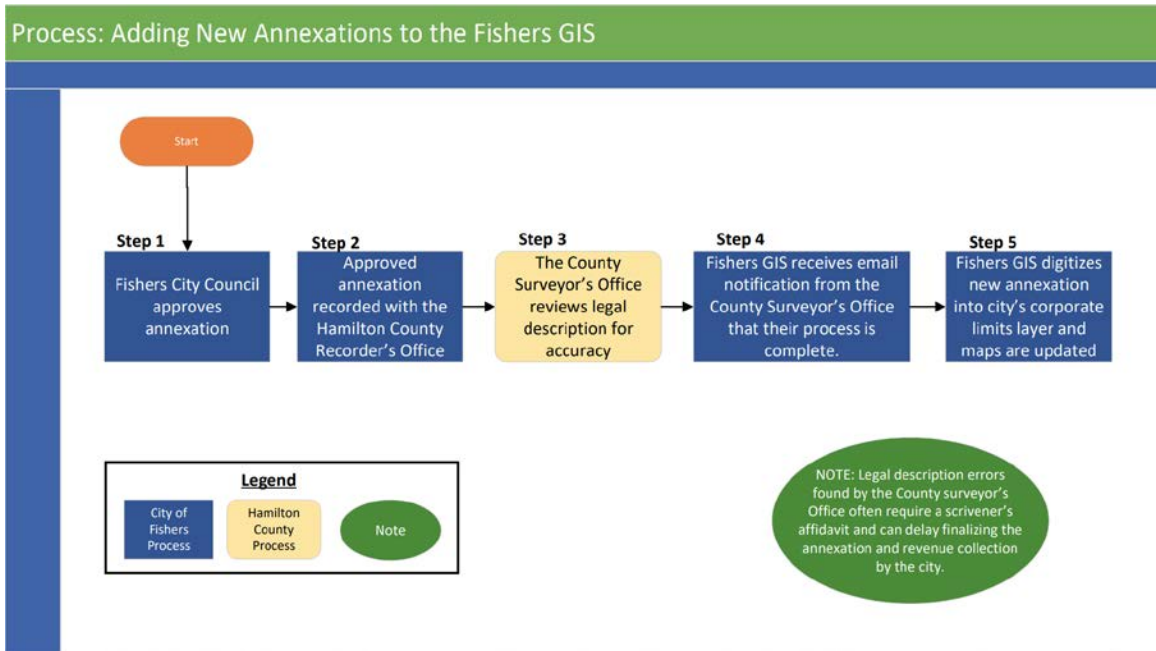 Process: Adding New Annexations to the Fishers GIS
Start
Step 1
Fishers City Council
approves
annexation
Step 2
Approved
annexation
recorded with the
Hamilton County
Recorder's Office
Step 3
The County
Surveyor's Office
reviews legal
description for
accuracy
Step 4
Fishers GIS receives email
notification from the
County Surveyor's Office
that their process is
complete.
Step 5
Fishers GIS digitizes
new annexation
into city's corporate
limits layer and
maps are updated
Legend
City of
Fishers
Process
Hamilton
County
Process
Note
NOTE: Legal description errors
found by the County surveyor's
Office often require a scrivener's
affidavit and can delay finalizing the
annexation and revenue collection
by the city.